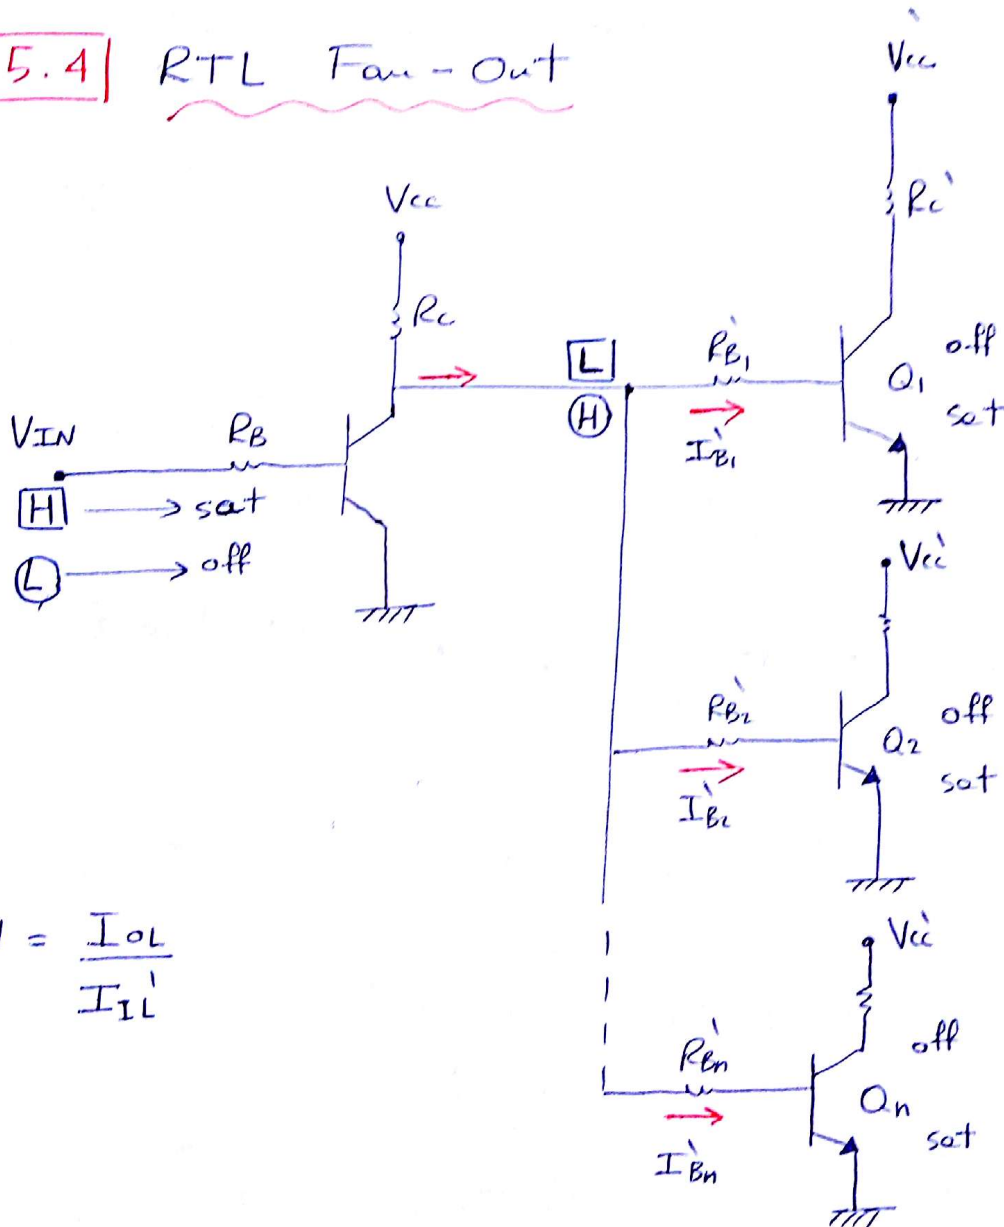 5.4 RTL Fan-Out
Vcc
Rc
VIN
RB
H → sat
L → off
L
H
Vcc'
Rc'
RB1'
IB1'
Q1
off
sat
Vcc'
RB2'
IB2'
Q2
off
sat
Vcc'
RBn'
IBn'
Qn
off
sat
= IOL
IIL'